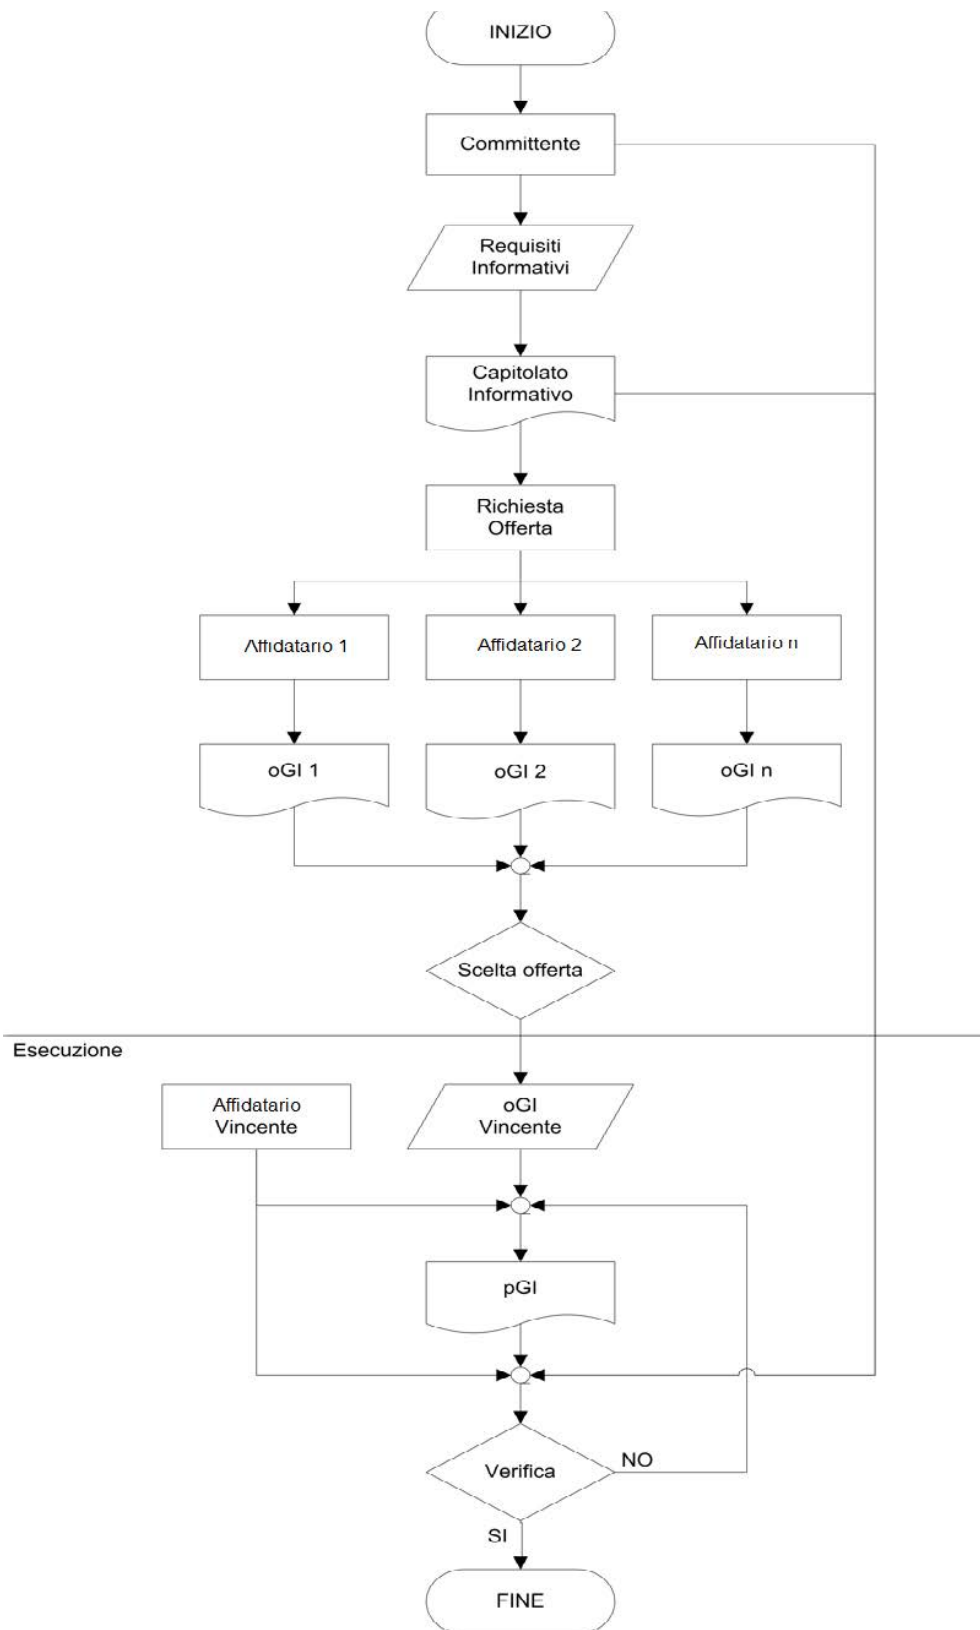 INIZIO
Committente
Requisiti
Informativi
Capitolato
Informativo
Richiesta
Offerta
Affidatario 1
Affidatario 2
Affidatario n
oGI 1
oGI 2
oGI n
Scelta offerta
Esecuzione
Affidatario
Vincente
oGI
Vincente
pGI
Verifica
NO
SI
FINE